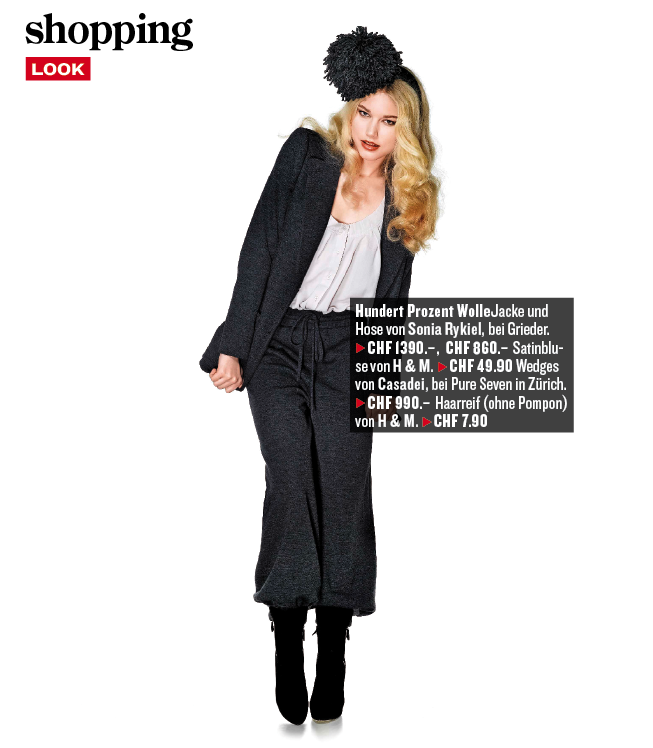 shopping
LOOK
Hundert Prozent WolleJacke und
Hose von Sonia Rykiel, bei Grieder.
▶CHF 1390.–, CHF 860.– Satinblu-
se von H & M. ▶ CHF 49.90 Wedges
von Casadei, bei Pure Seven in Zürich.
▶CHF 990.– Haarreif (ohne Pompon)
von H & M. ▶CHF 7.90